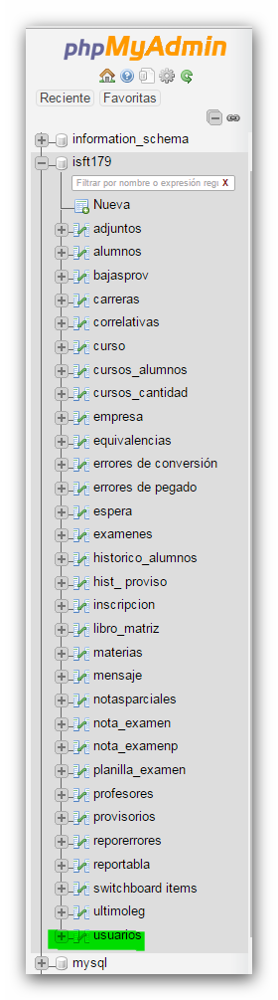 phpMyAdmin
Reciente Favoritas
information_schema
isft179
Filtrar por nombre o expresión regu X
Nueva
adjuntos
alumnos
bajasprov
carreras
correlativas
curso
cursos_alumnos
cursos_cantidad
empresa
equivalencias
errores de conversión
errores de pegado
espera
examenes
historico_alumnos
hist_ proviso
inscripcion
libro_matriz
materias
mensaje
notasparciales
nota_examen
nota_examenp
planilla_examen
profesores
provisorios
reporerrores
reportabla
switchboard items
ultimoleg
usuarios
mysql